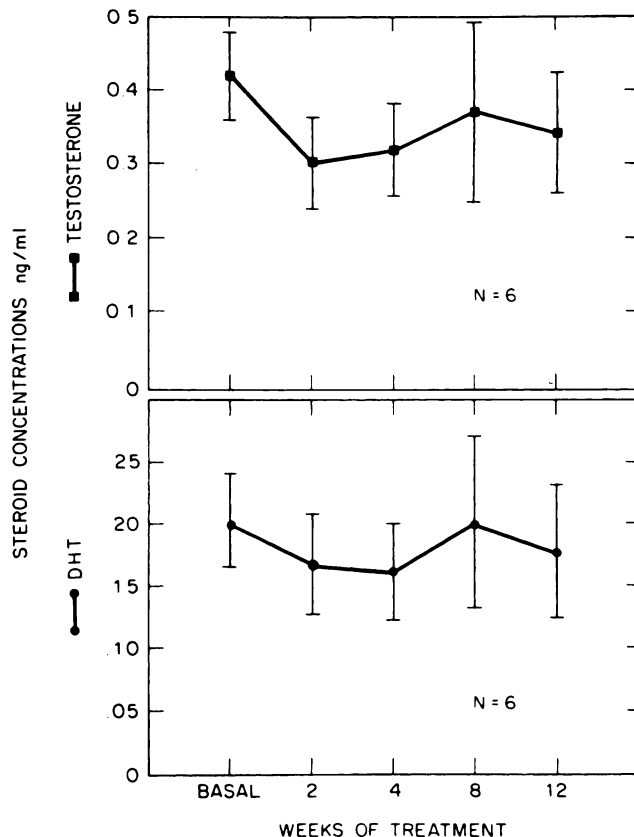 STEROID CONCENTRATIONS ng/ml
TESTOSTERONE
0.5
0.4
0.3
0.2
0.1
0
N = 6
DHT
.25
.20
.15
.10
.05
0
N = 6
BASAL 2 4 8 12
WEEKS OF TREATMENT